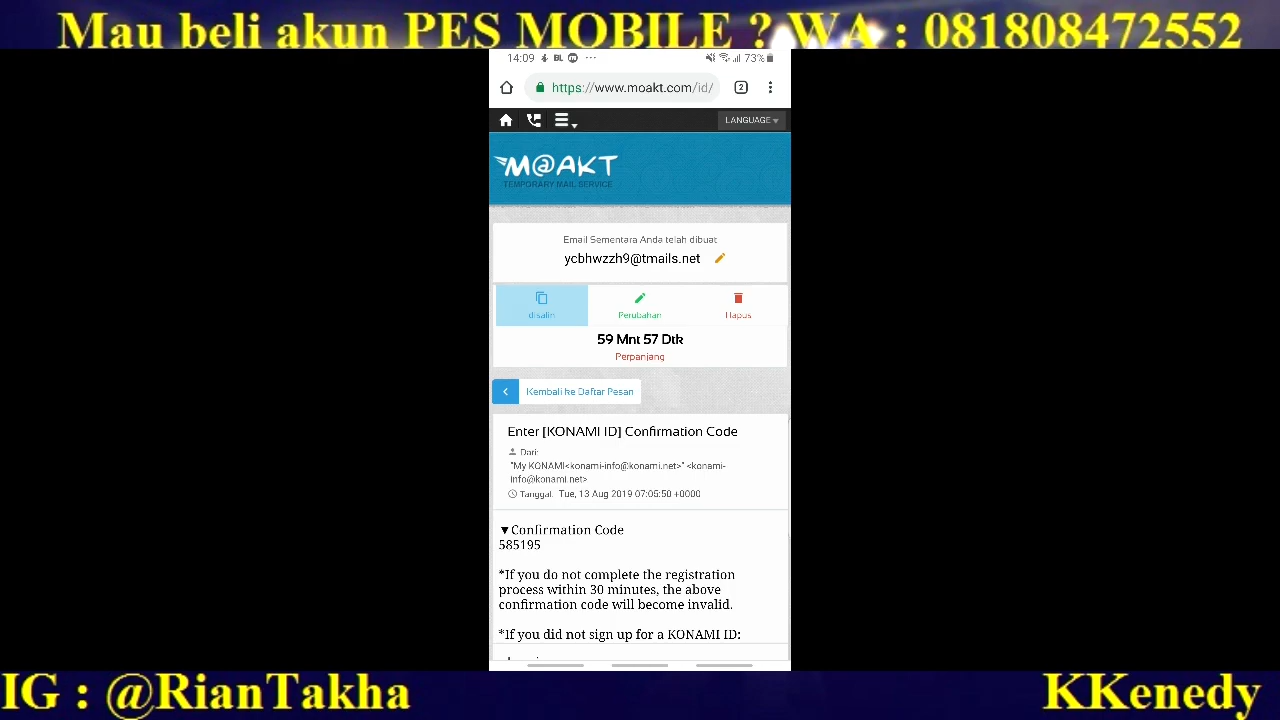 Mau beli akun PES MOBILE ? WA : 081808472552
14:09 BL m ... 73%
https://www.moakt.com/id/ 2
LANGUAGE
M@AKT
TEMPORARY MAIL SERVICE
Email Sementara Anda telah dibuat
ycbhwzzh9@tmails.net
disalin Perubahan Hapus
59 Mnt 57 Dtk
Perpanjang
Kembali ke Daftar Pesan
Enter [KONAMI ID] Confirmation Code
Dari:
"My KONAMI<konami-info@konami.net>" <konami-
info@konami.net>
Tanggal: Tue, 13 Aug 2019 07:05:50 +0000
▼Confirmation Code
585195
*If you do not complete the registration
process within 30 minutes, the above
confirmation code will become invalid.
*If you did not sign up for a KONAMI ID:
IG : @RianTakha KKenedy